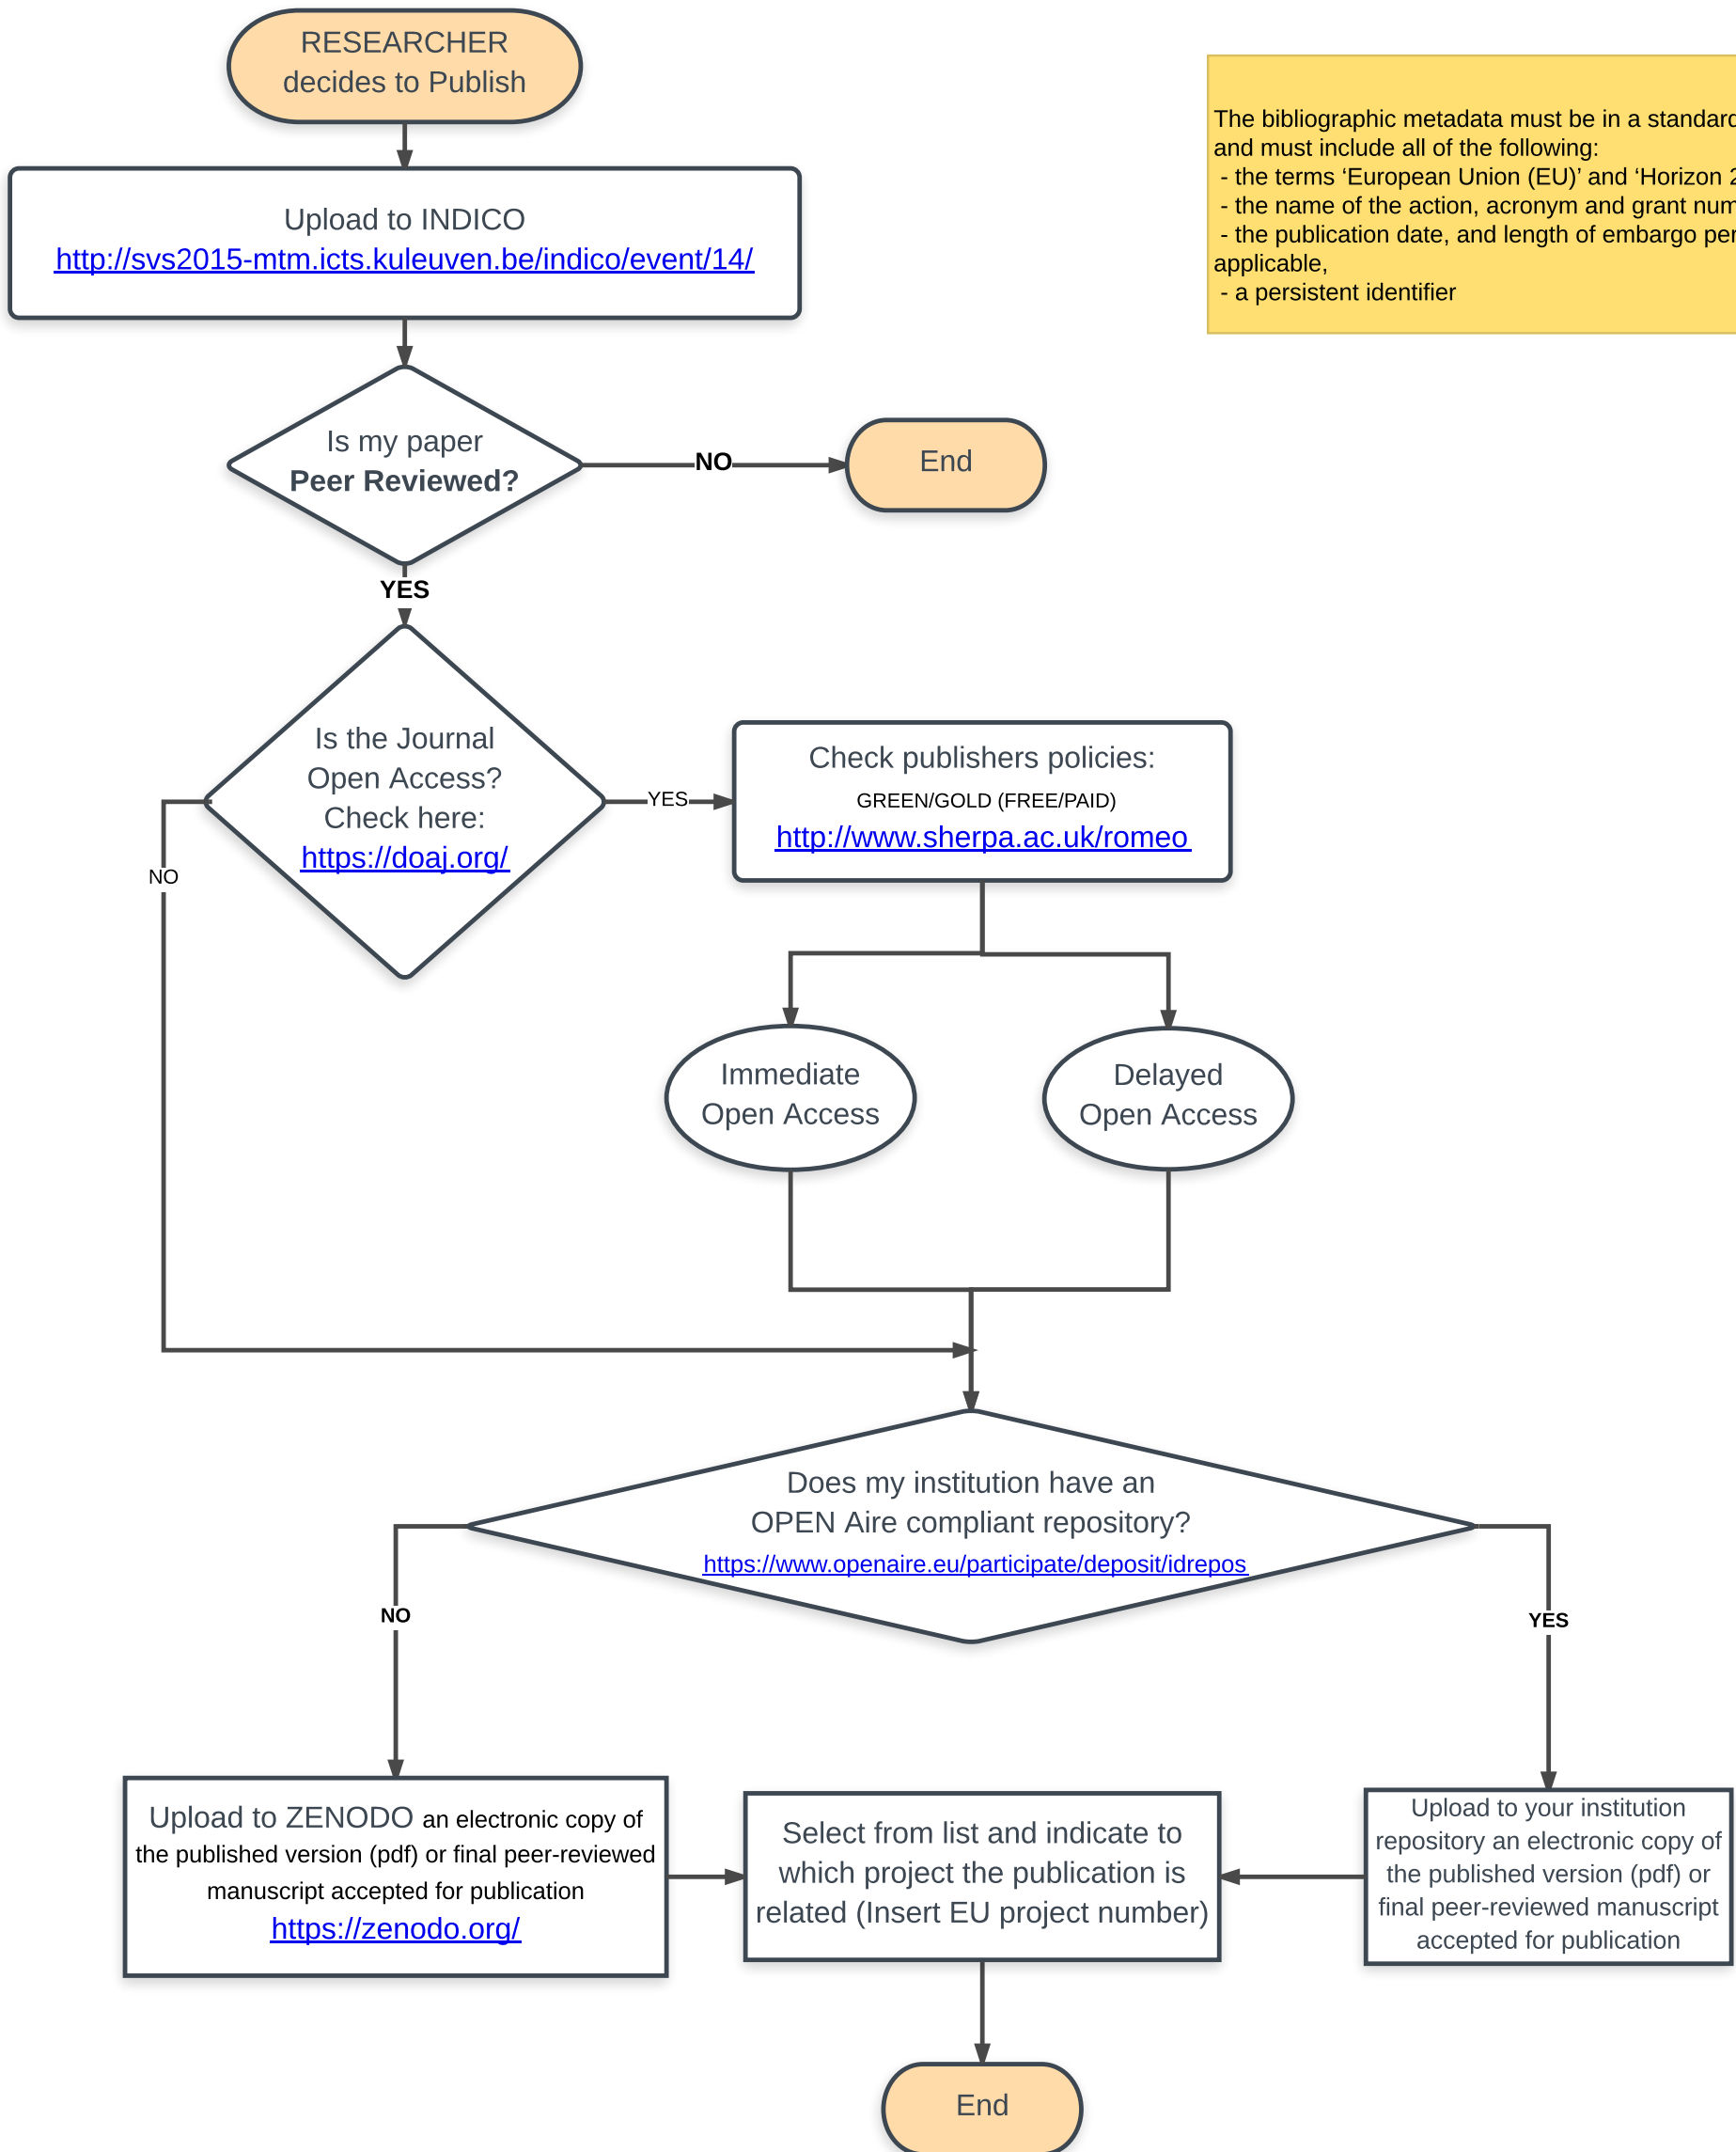 RESEARCHER
decides to Publish
The bibliographic metadata must be in a standard
and must include all of the following:
- the terms ‘European Union (EU)’ and ‘Horizon 2
- the name of the action, acronym and grant num
- the publication date, and length of embargo per
applicable,
- a persistent identifier
Upload to INDICO
http://svs2015-mtm.icts.kuleuven.be/indico/event/14/
Is my paper
Peer Reviewed?
NO
End
YES
Is the Journal
Open Access?
Check here:
https://doaj.org/
YES
NO
Check publishers policies:
GREEN/GOLD (FREE/PAID)
http://www.sherpa.ac.uk/romeo
Immediate
Open Access
Delayed
Open Access
Does my institution have an
OPEN Aire compliant repository?
https://www.openaire.eu/participate/deposit/idrepos
NO
YES
Upload to ZENODO an electronic copy of
the published version (pdf) or final peer-reviewed
manuscript accepted for publication
https://zenodo.org/
Select from list and indicate to
which project the publication is
related (Insert EU project number)
Upload to your institution
repository an electronic copy of
the published version (pdf) or
final peer-reviewed manuscript
accepted for publication
End